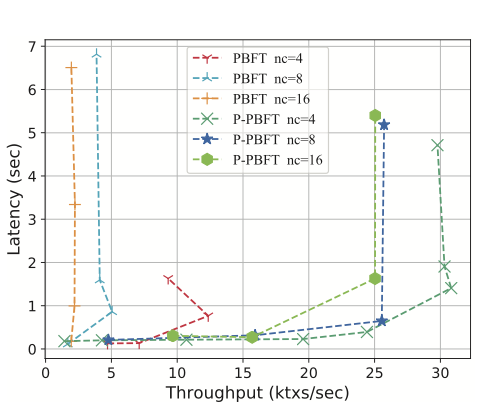 7
6
5
4
3
2
1
0
Latency (sec)
PBFT nc=4
PBFT nc=8
PBFT nc=16
P-PBFT nc=4
P-PBFT nc=8
P-PBFT nc=16
0 5 10 15 20 25 30
Throughput (ktxs/sec)